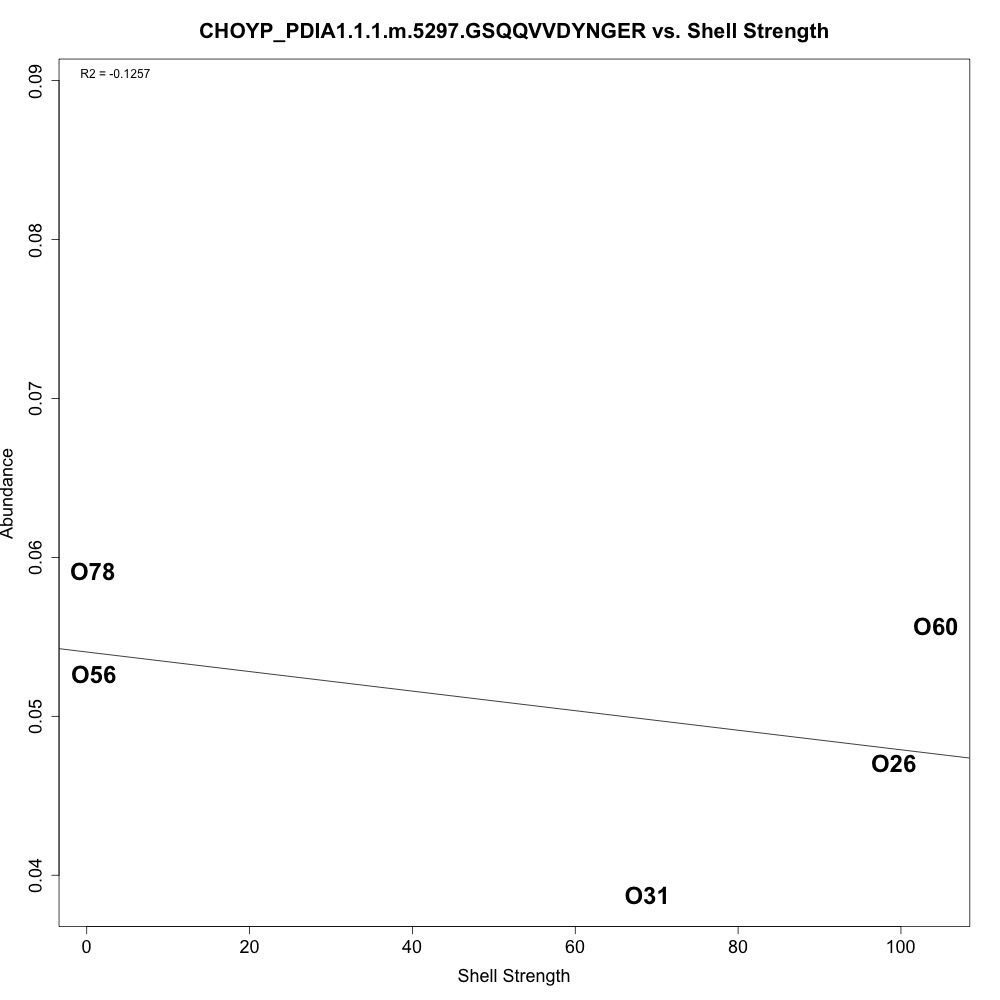 CHOYP_PDIA1.1.1.m.5297.GSQQVVDYNGER vs. Shell Strength
R2 = -0.1257
0.09
0.08
0.07
0.06
0.05
0.04
Abundance
O78
O56
O60
O26
O31
0 20 40 60 80 100
Shell Strength